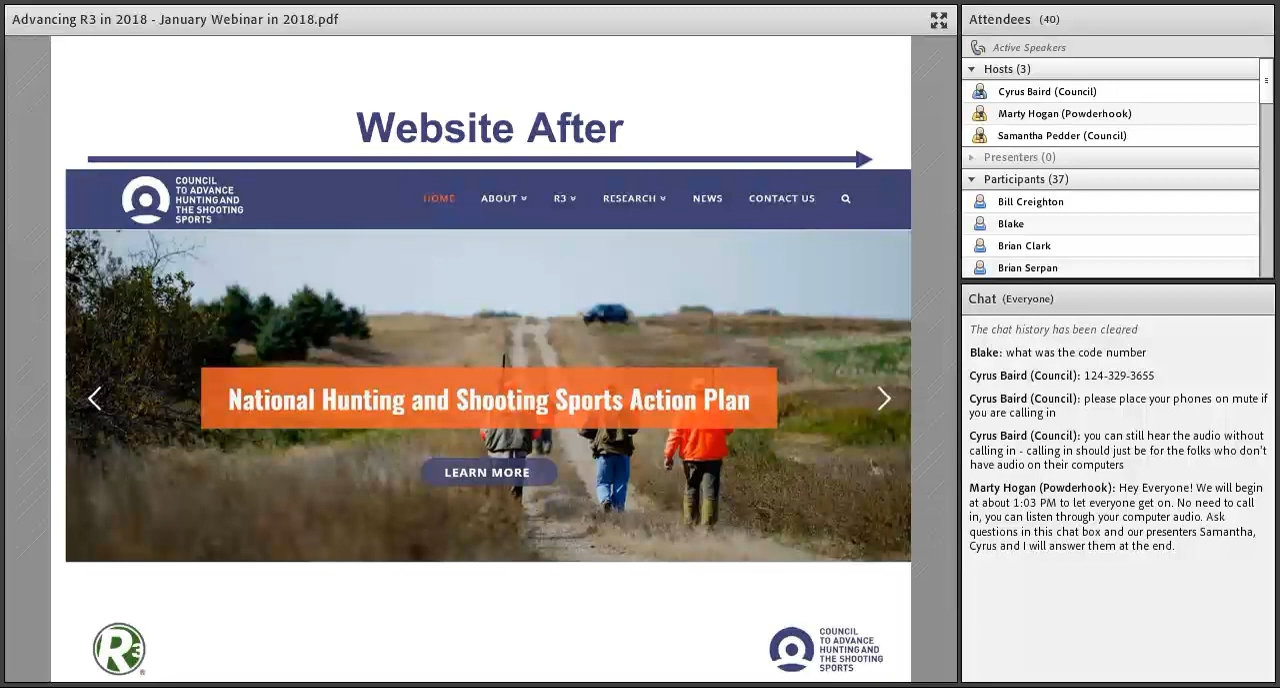 Advancing R3 in 2018 - January Webinar in 2018.pdf
Website After
COUNCIL
TO ADVANCE
HUNTING AND
THE SHOOTING
SPORTS
HOME ABOUT R3 RESEARCH NEWS CONTACT US
National Hunting and Shooting Sports Action Plan
LEARN MORE
R3®
COUNCIL
TO ADVANCE
HUNTING AND
THE SHOOTING
SPORTS
Attendees (40)
Active Speakers
Hosts (3)
Cyrus Baird (Council)
Marty Hogan (Powderhook)
Samantha Pedder (Council)
Presenters (0)
Participants (37)
Bill Creighton
Blake
Brian Clark
Brian Serpan
Chat (Everyone)
The chat history has been cleared
Blake: what was the code number
Cyrus Baird (Council): 124-329-3655
Cyrus Baird (Council): please place your phones on mute if
you are calling in
Cyrus Baird (Council): you can still hear the audio without
calling in - calling in should just be for the folks who don't
have audio on their computers
Marty Hogan (Powderhook): Hey Everyone! We will begin
at about 1:03 PM to let everyone get on. No need to call
in, you can listen through your computer audio. Ask
questions in this chat box and our presenters Samantha,
Cyrus and I will answer them at the end.